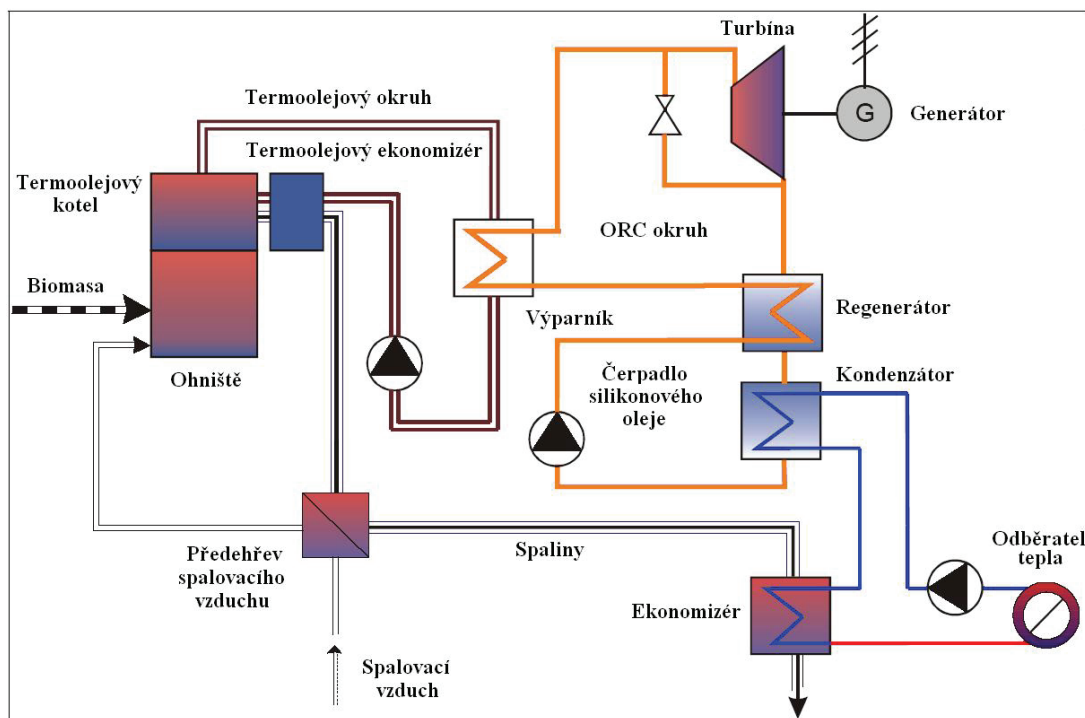 Turbína
Termoolejový okruh
Generátor
G
Termoolejový ekonomizér
Termoolejový
kotel
ORC okruh
Biomasa
Výparník
Regenerátor
Ohniště
Čerpadlo
silikonového
oleje
Kondenzátor
Předehřev
spalovacího
vzduchu
Spaliny
Odběratel
tepla
Ekonomizér
Spalovací
vzduch